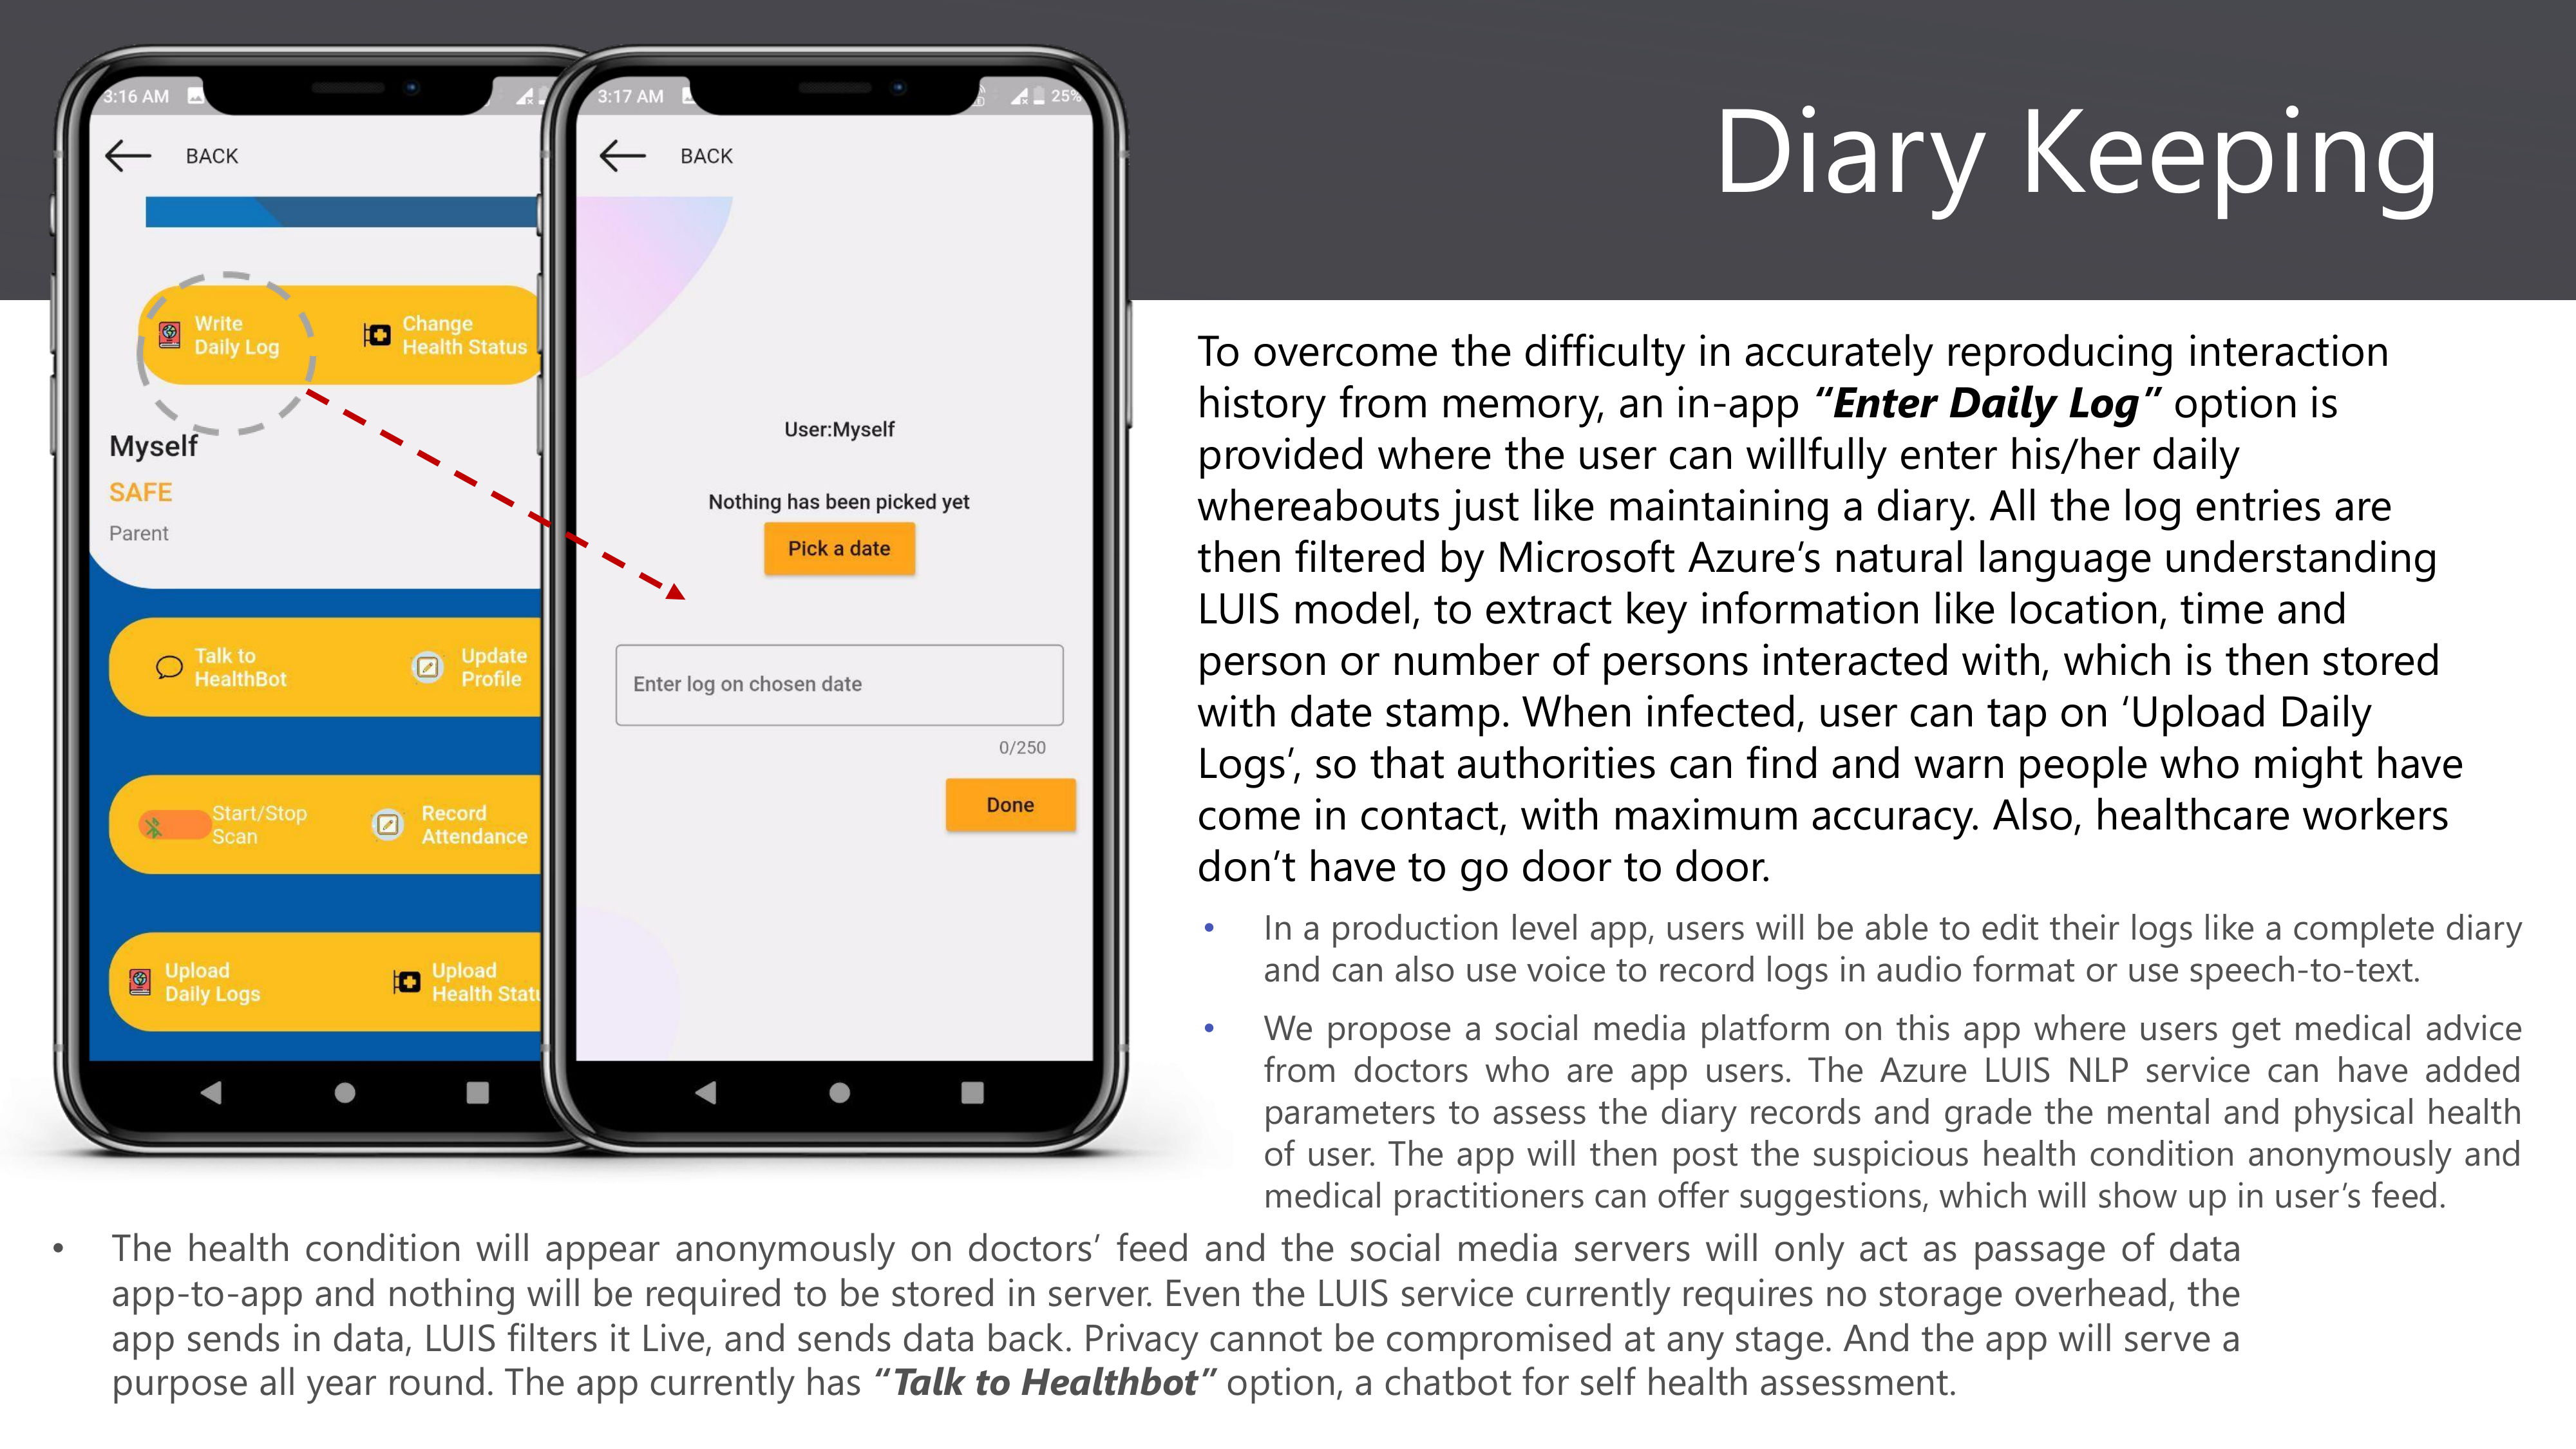 Diary Keeping
3:16 AM
BACK
Write
Daily Log
Change
Health Status
Myself
SAFE
Parent
Talk to
HealthBot
Update
Profile
Start/Stop
Scan
Record
Attendance
Upload
Daily Logs
Upload
Health Statu
3:17 AM
25%
BACK
User:Myself
Nothing has been picked yet
Pick a date
Enter log on chosen date
0/250
Done
To overcome the difficulty in accurately reproducing interaction
history from memory, an in-app “Enter Daily Log” option is
provided where the user can willfully enter his/her daily
whereabouts just like maintaining a diary. All the log entries are
then filtered by Microsoft Azure’s natural language understanding
LUIS model, to extract key information like location, time and
person or number of persons interacted with, which is then stored
with date stamp. When infected, user can tap on ‘Upload Daily
Logs’, so that authorities can find and warn people who might have
come in contact, with maximum accuracy. Also, healthcare workers
don’t have to go door to door.
• In a production level app, users will be able to edit their logs like a complete diary
and can also use voice to record logs in audio format or use speech-to-text.
• We propose a social media platform on this app where users get medical advice
from doctors who are app users. The Azure LUIS NLP service can have added
parameters to assess the diary records and grade the mental and physical health
of user. The app will then post the suspicious health condition anonymously and
medical practitioners can offer suggestions, which will show up in user’s feed.
• The health condition will appear anonymously on doctors’ feed and the social media servers will only act as passage of data
app-to-app and nothing will be required to be stored in server. Even the LUIS service currently requires no storage overhead, the
app sends in data, LUIS filters it Live, and sends data back. Privacy cannot be compromised at any stage. And the app will serve a
purpose all year round. The app currently has “Talk to Healthbot” option, a chatbot for self health assessment.